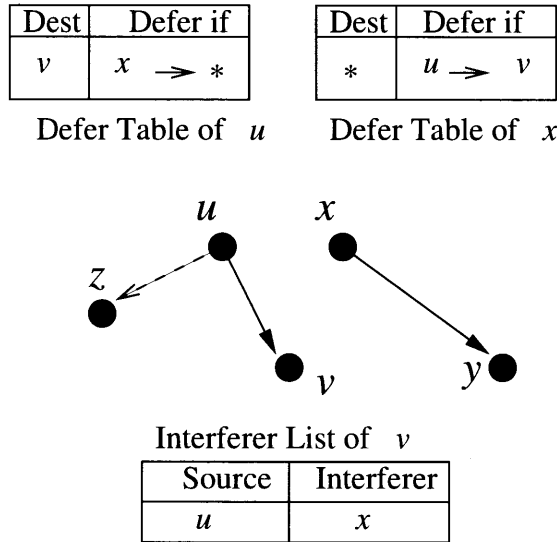 Dest Defer if
v x → *
Defer Table of u
Dest Defer if
* u → v
Defer Table of x
u
x
z
v
y
Interferer List of v
Source Interferer
u x